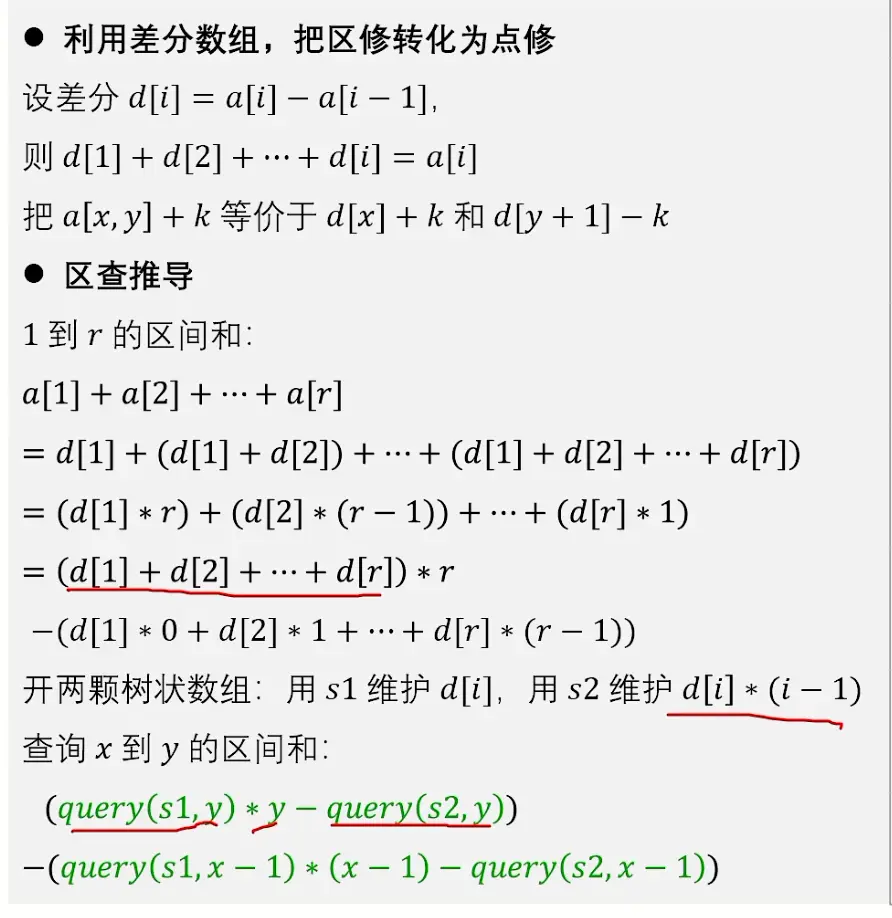 ● 利用差分数组，把区修转化为点修
设差分 d[i] = a[i] − a[i − 1],
则 d[1] + d[2] + ⋯ + d[i] = a[i]
把 a[x, y] + k 等价于 d[x] + k 和 d[y + 1] − k
● 区查推导
1 到 r 的区间和：
a[1] + a[2] + ⋯ + a[r]
= d[1] + (d[1] + d[2]) + ⋯ + (d[1] + d[2] + ⋯ + d[r])
= (d[1] ∗ r) + (d[2] ∗ (r − 1)) + ⋯ + (d[r] ∗ 1)
= (d[1] + d[2] + ⋯ + d[r]) ∗ r
−(d[1] ∗ 0 + d[2] ∗ 1 + ⋯ + d[r] ∗ (r − 1))
开两颗树状数组：用 s1 维护 d[i]，用 s2 维护 d[i] ∗ (i − 1)
查询 x 到 y 的区间和：
(query(s1, y) ∗ y − query(s2, y))
−(query(s1, x − 1) ∗ (x − 1) − query(s2, x − 1))